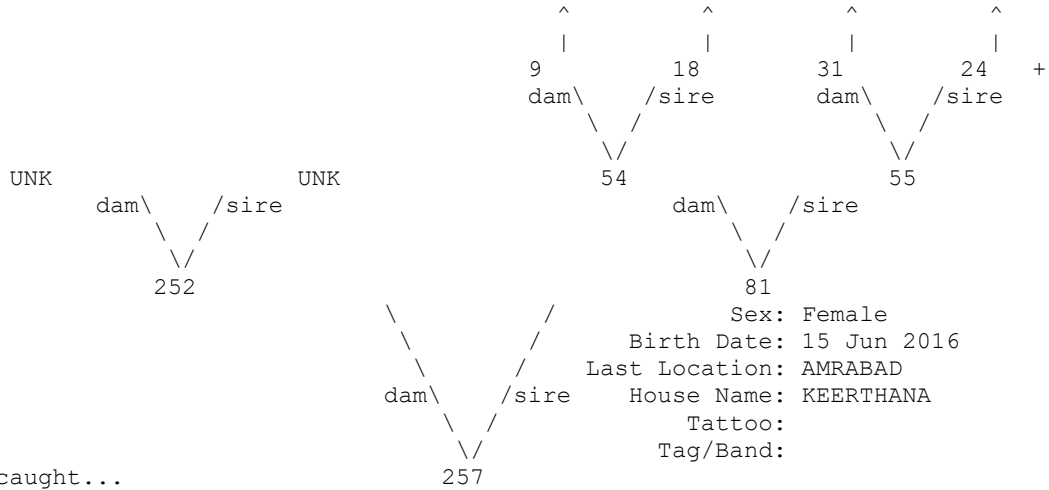 ^ ^ ^ ^
| | | |
9 18 31 24 +
dam\ /sire dam\ /sire
\ / \ /
\/ \/
UNK UNK 54 55
dam\ /sire dam\ /sire
\ / \ /
\/ \/
252 81
\ / Sex: Female
\ / Birth Date: 15 Jun 2016
\ / Last Location: AMRABAD
dam\ /sire House Name: KEERTHANA
\ / Tattoo:
\/ Tag/Band:
caught... 257